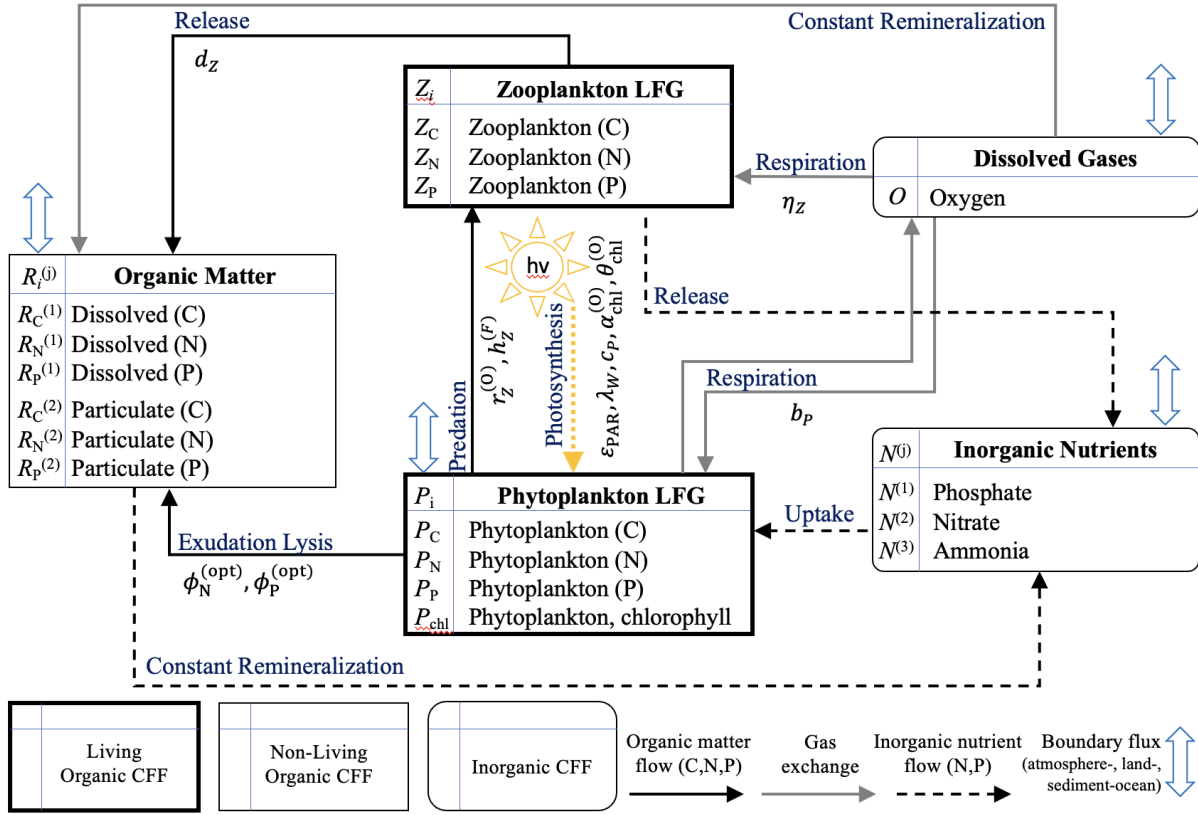 Release
Constant Remineralization
d_Z
Z_i Zooplankton LFG
Z_C Zooplankton (C)
Z_N Zooplankton (N)
Z_P Zooplankton (P)
Respiration
η_Z
Dissolved Gases
O Oxygen
R_i^(j) Organic Matter
R_C^(1) Dissolved (C)
R_N^(1) Dissolved (N)
R_P^(1) Dissolved (P)
R_C^(2) Particulate (C)
R_N^(2) Particulate (N)
R_P^(2) Particulate (P)
hv
Predation
r_Z^(O), h_Z^(F)
Photosynthesis
ε_PAR, λ_W, c_P, α_chl^(O), θ_chl^(O)
Release
Respiration
b_P
N^(j) Inorganic Nutrients
N^(1) Phosphate
N^(2) Nitrate
N^(3) Ammonia
P_i Phytoplankton LFG
P_C Phytoplankton (C)
P_N Phytoplankton (N)
P_P Phytoplankton (P)
P_chl Phytoplankton, chlorophyll
Uptake
Exudation Lysis
ϕ_N^(opt), ϕ_P^(opt)
Constant Remineralization
Living
Organic CFF
Non-Living
Organic CFF
Inorganic CFF
Organic matter
flow (C,N,P)
Gas
exchange
Inorganic nutrient
flow (N,P)
Boundary flux
(atmosphere-, land-,
sediment-ocean)